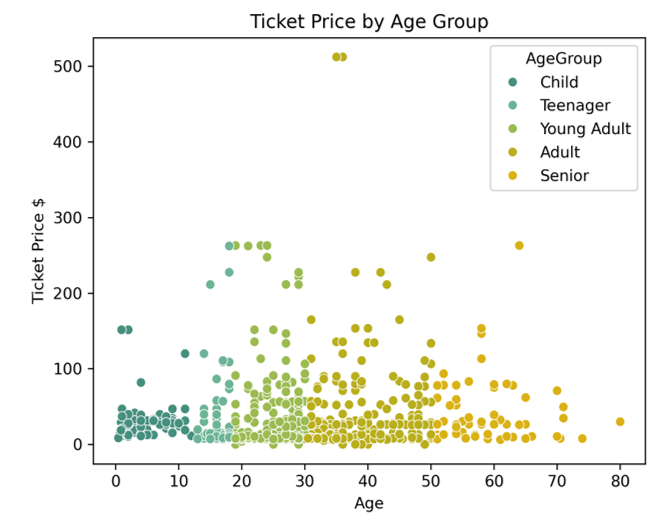 Ticket Price by Age Group
AgeGroup
Child
Teenager
Young Adult
Adult
Senior
Ticket Price $
500
400
300
200
100
0
0 10 20 30 40 50 60 70 80
Age